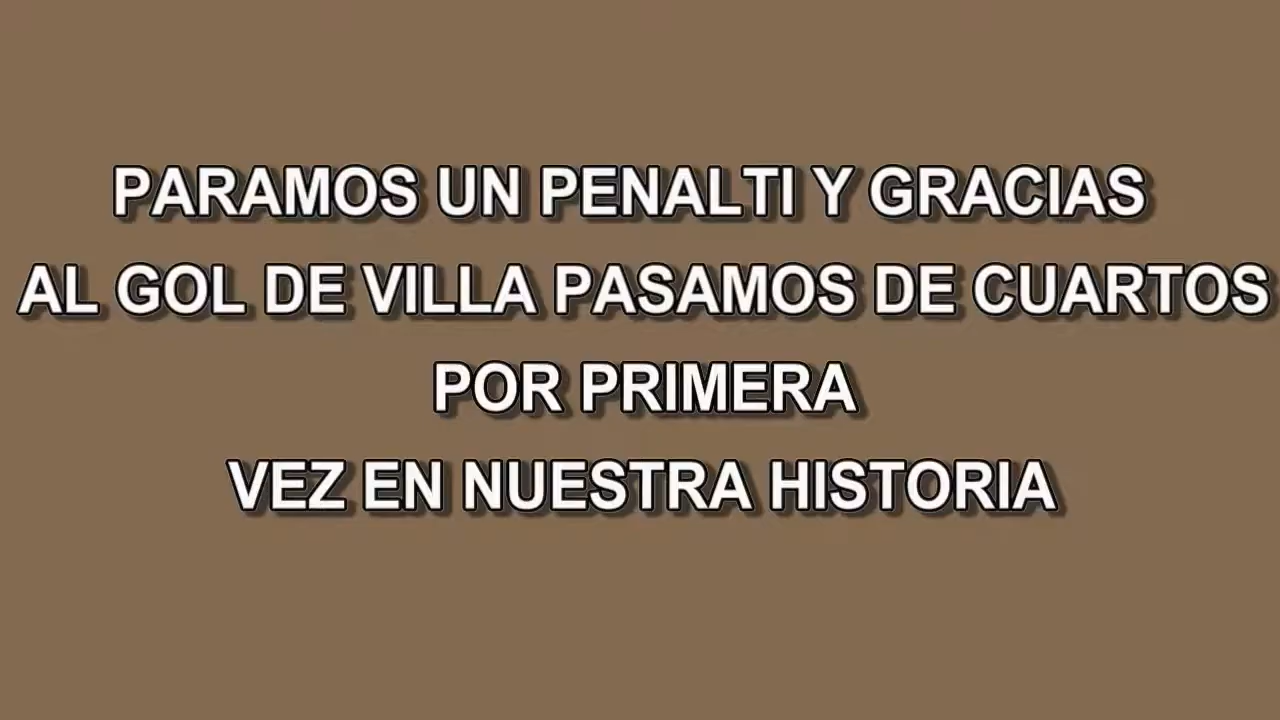 PARAMOS UN PENALTI Y GRACIAS
AL GOL DE VILLA PASAMOS DE CUARTOS
POR PRIMERA
VEZ EN NUESTRA HISTORIA